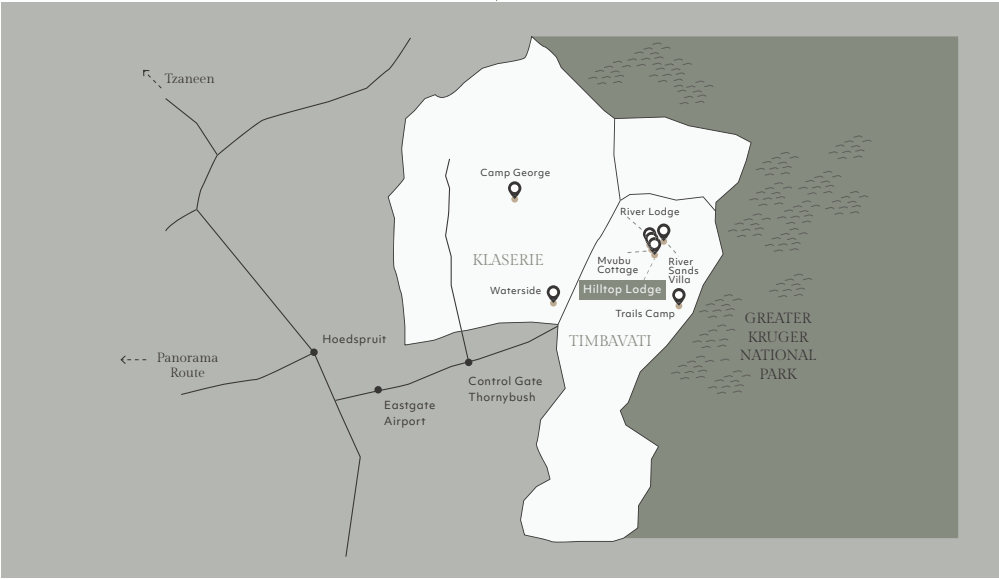 Tzaneen
Camp George
River Lodge
KLASERIE
Mvubu
Cottage
River
Sands
Villa
Waterside
Hilltop Lodge
Trails Camp
GREATER
KRUGER
NATIONAL
PARK
TIMBAVATI
Hoedspruit
Panorama
Route
Control Gate
Thornybush
Eastgate
Airport